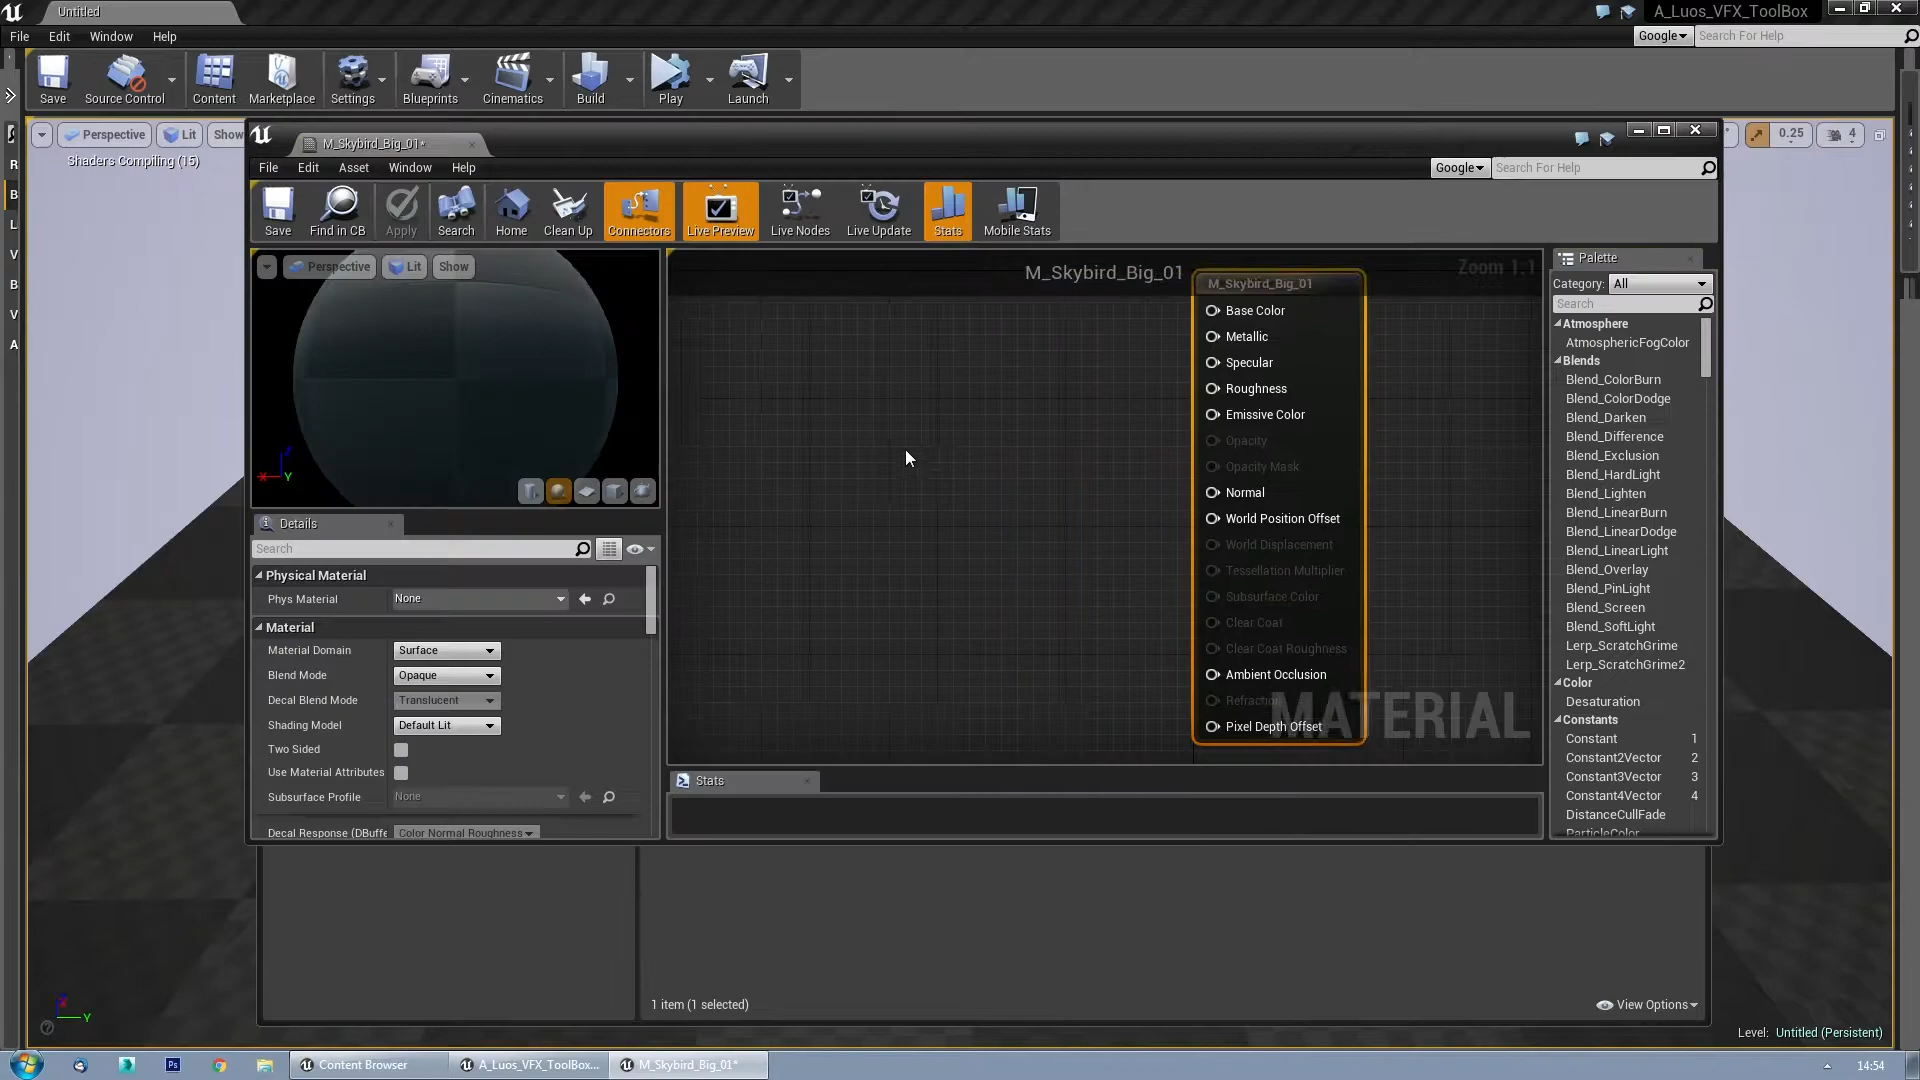 Untitled
A_Luos_VFX_ToolBox
File Edit Window Help
Google Search For Help
Save Source Control Content Marketplace Settings Blueprints Cinematics Build Play Launch
Perspective Lit Show
0.25 4
Shaders Compiling (15)
R
B
L
V
B
V
A
M_Skybird_Big_01*
File Edit Asset Window Help
Google Search For Help
Save Find in CB Apply Search Home Clean Up Connectors Live Preview Live Nodes Live Update Stats Mobile Stats
Perspective Lit Show
X Y
M_Skybird_Big_01
Zoom 1:1
M_Skybird_Big_01
Base Color
Metallic
Specular
Roughness
Emissive Color
Opacity
Opacity Mask
Normal
World Position Offset
World Displacement
Tessellation Multiplier
Subsurface Color
Clear Coat
Clear Coat Roughness
Ambient Occlusion
Refraction
Pixel Depth Offset
MATERIAL
Palette
Category: All
Search
Atmosphere
AtmosphericFogColor
Blends
Blend_ColorBurn
Blend_ColorDodge
Blend_Darken
Blend_Difference
Blend_Exclusion
Blend_HardLight
Blend_Lighten
Blend_LinearBurn
Blend_LinearDodge
Blend_LinearLight
Blend_Overlay
Blend_PinLight
Blend_Screen
Blend_SoftLight
Lerp_ScratchGrime
Lerp_ScratchGrime2
Color
Desaturation
Constants
Constant 1
Constant2Vector 2
Constant3Vector 3
Constant4Vector 4
DistanceCullFade
ParticleColor
Details
Search
Physical Material
Phys Material None
Material
Material Domain Surface
Blend Mode Opaque
Decal Blend Mode Translucent
Shading Model Default Lit
Two Sided
Use Material Attributes
Subsurface Profile None
Decal Response (DBuffe Color Normal Roughness
Stats
1 item (1 selected)
View Options
X Y
Level: Untitled (Persistent)
Ps
Content Browser
A_Luos_VFX_ToolBox...
M_Skybird_Big_01*
14:54